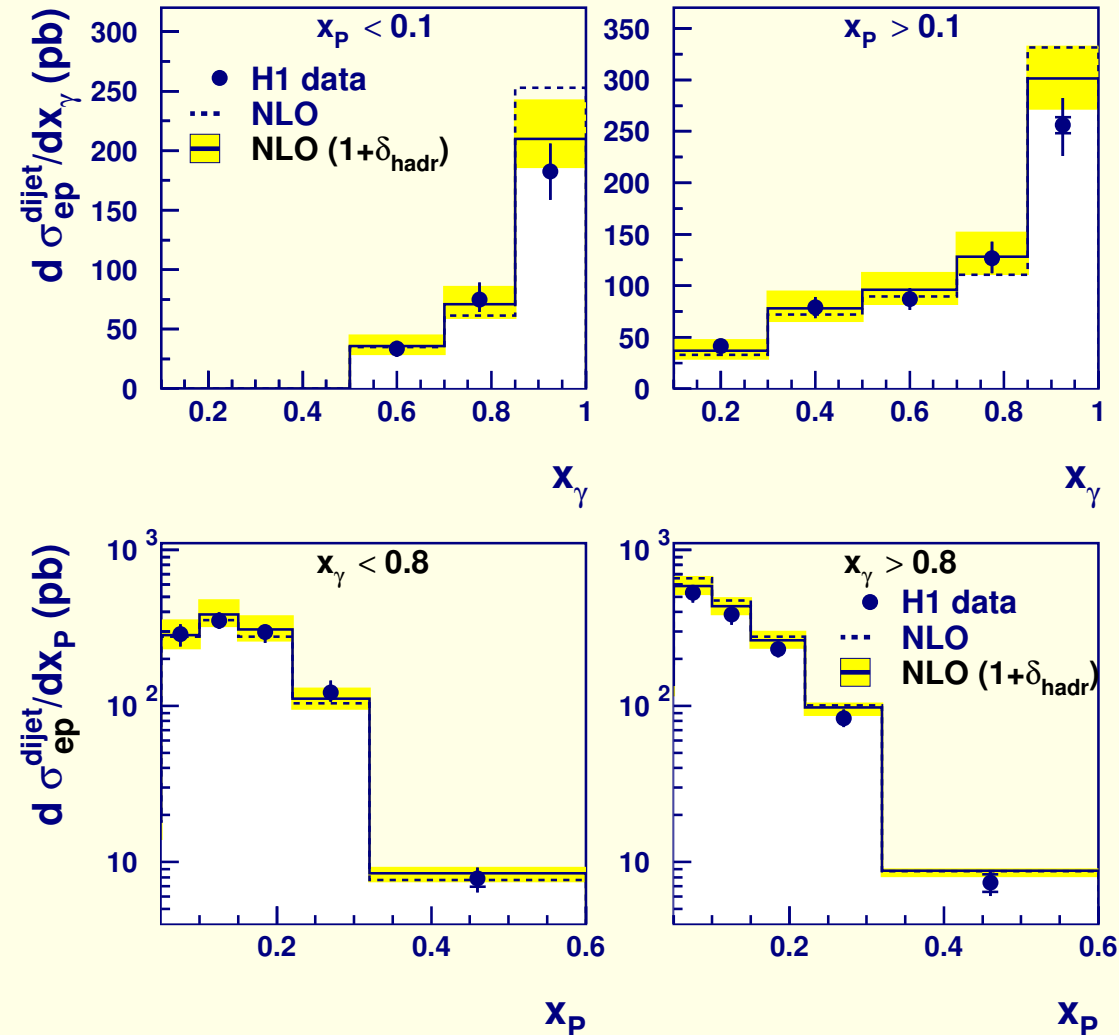 d σ_ep^dijet/dx_γ (pb)
x_P < 0.1
H1 data
NLO
NLO (1+δ_hadr)
300
250
200
150
100
50
0
0.2 0.4 0.6 0.8 1
x_γ
x_P > 0.1
350
300
250
200
150
100
50
0
0.2 0.4 0.6 0.8 1
x_γ
d σ_ep^dijet/dx_P (pb)
x_γ < 0.8
10^3
10^2
10
0.2 0.4 0.6
x_P
x_γ > 0.8
H1 data
NLO
NLO (1+δ_hadr)
10^3
10^2
10
0.2 0.4 0.6
x_P